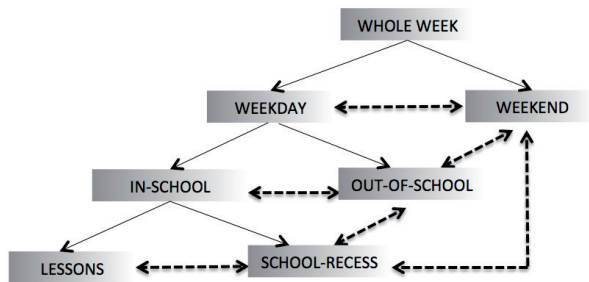 WHOLE WEEK
WEEKDAY
WEEKEND
IN-SCHOOL
OUT-OF-SCHOOL
LESSONS
SCHOOL-RECESS